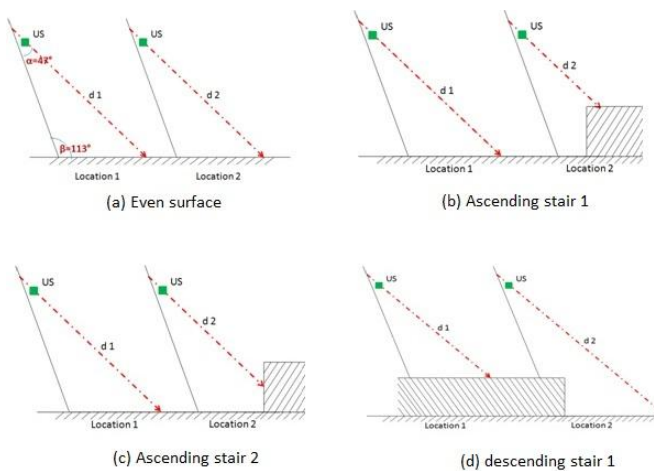 US
α=47°
d 1
β=113°
Location 1
US
d 2
Location 2
(a) Even surface
US
d 1
Location 1
US
d 2
Location 2
(b) Ascending stair 1
US
d 1
Location 1
US
d 2
Location 2
(c) Ascending stair 2
US
d 1
Location 1
US
d 2
Location 2
(d) descending stair 1